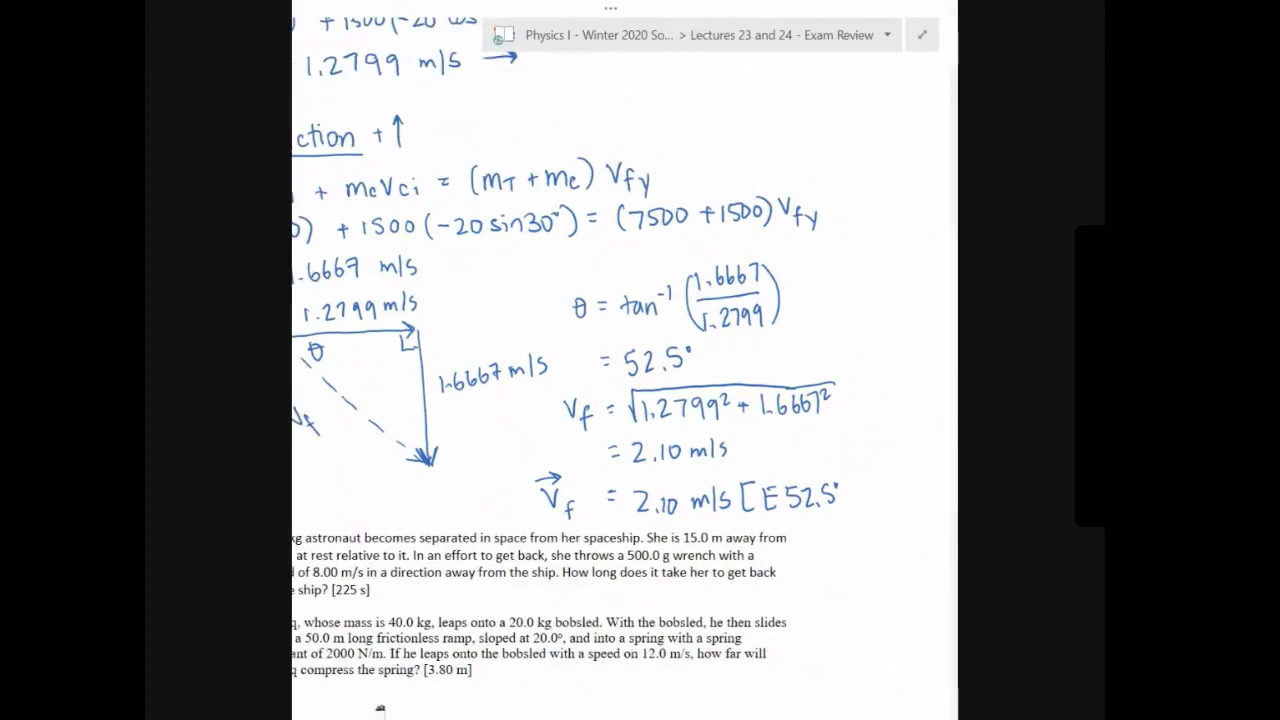 + 1500(-20 cos
Physics I - Winter 2020 So... > Lectures 23 and 24 - Exam Review
1.2799 m/s →
ction + ↑
+ mcVci = (mT + mc) Vfy
0) + 1500 (-20 sin30°) = (7500 + 1500) Vfy
1.6667 m/s
1.2799 m/s
θ
1.6667 m/s
Vf
θ = tan⁻¹ (1.6667/1.2799)
= 52.5°
Vf = √1.2799² + 1.6667²
= 2.10 m/s
V⃗f = 2.10 m/s [E 52.5°
kg astronaut becomes separated in space from her spaceship. She is 15.0 m away from
at rest relative to it. In an effort to get back, she throws a 500.0 g wrench with a
of 8.00 m/s in a direction away from the ship. How long does it take her to get back
ship? [225 s]
q, whose mass is 40.0 kg, leaps onto a 20.0 kg bobsled. With the bobsled, he then slides
a 50.0 m long frictionless ramp, sloped at 20.0°, and into a spring with a spring
ant of 2000 N/m. If he leaps onto the bobsled with a speed on 12.0 m/s, how far will
q compress the spring? [3.80 m]